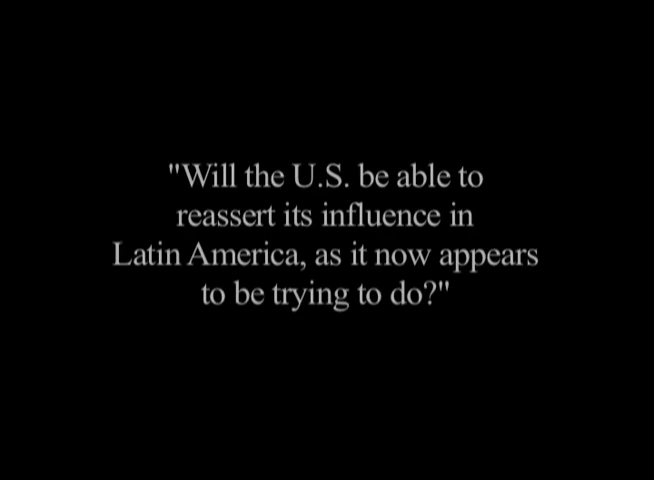 "Will the U.S. be able to
reassert its influence in
Latin America, as it now appears
to be trying to do?"